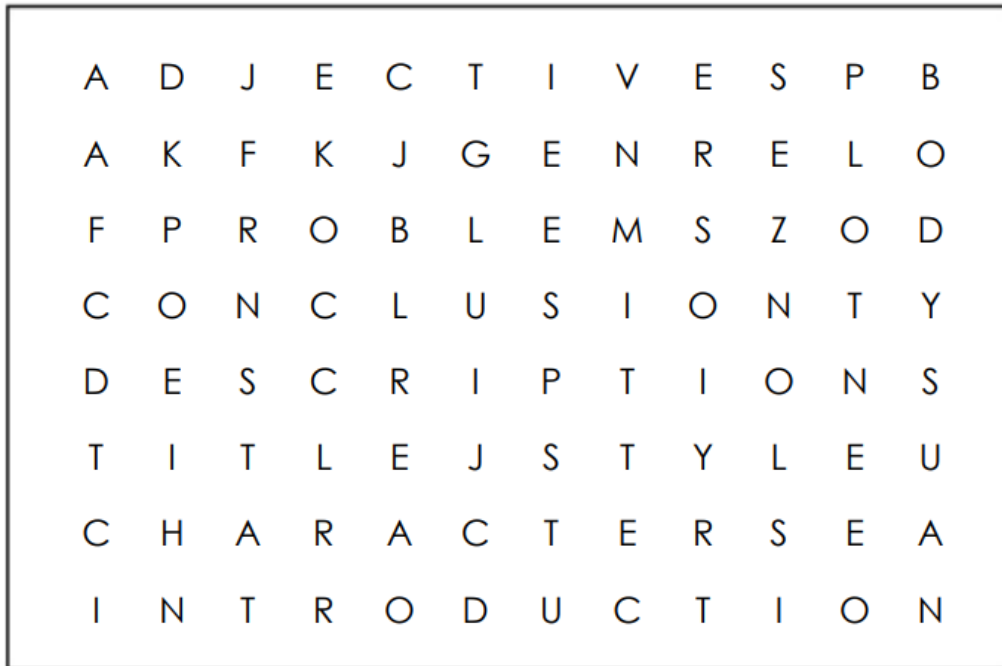 A D J E C T I V E S P B
A K F K J G E N R E L O
F P R O B L E M S Z O D
C O N C L U S I O N T Y
D E S C R I P T I O N S
T I T L E J S T Y L E U
C H A R A C T E R S E A
I N T R O D U C T I O N